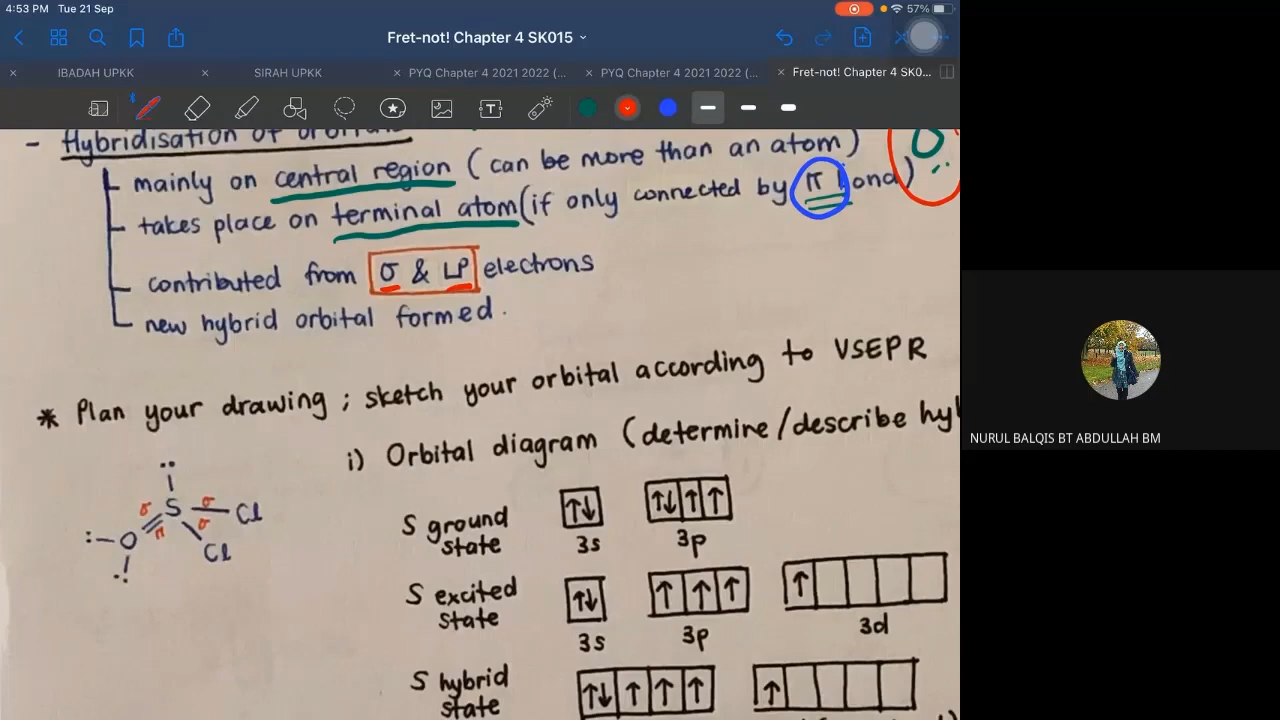 4:53 PM Tue 21 Sep
57%
Fret-not! Chapter 4 SK015
IBADAH UPKK
SIRAH UPKK
PYQ Chapter 4 2021 2022 (...
PYQ Chapter 4 2021 2022 (...
Fret-not! Chapter 4 SK0...
- Hybridisation of orbitals
mainly on central region (can be more than an atom)
takes place on terminal atom (if only connected by π bond)
contributed from σ & LP electrons
new hybrid orbital formed.
* Plan your drawing ; sketch your orbital according to VSEPR
i) Orbital diagram (determine/describe hy
S σ Cl
σ
σ
O π
Cl
S ground state
3s
3p
S excited state
3s
3p
3d
S hybrid state
NURUL BALQIS BT ABDULLAH BM